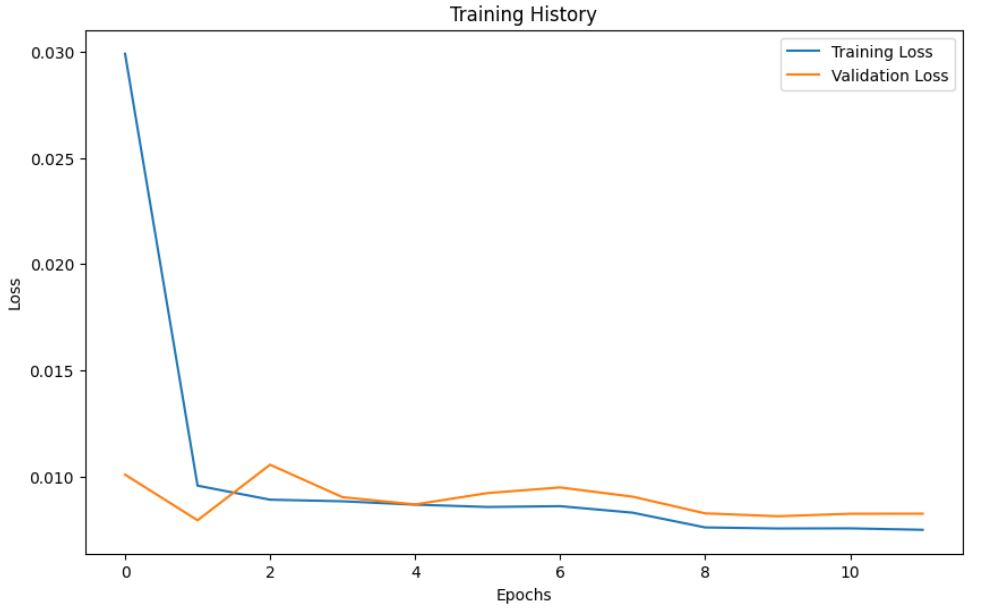 Training History
Training Loss
Validation Loss
0.030
0.025
0.020
0.015
0.010
Loss
0 2 4 6 8 10
Epochs